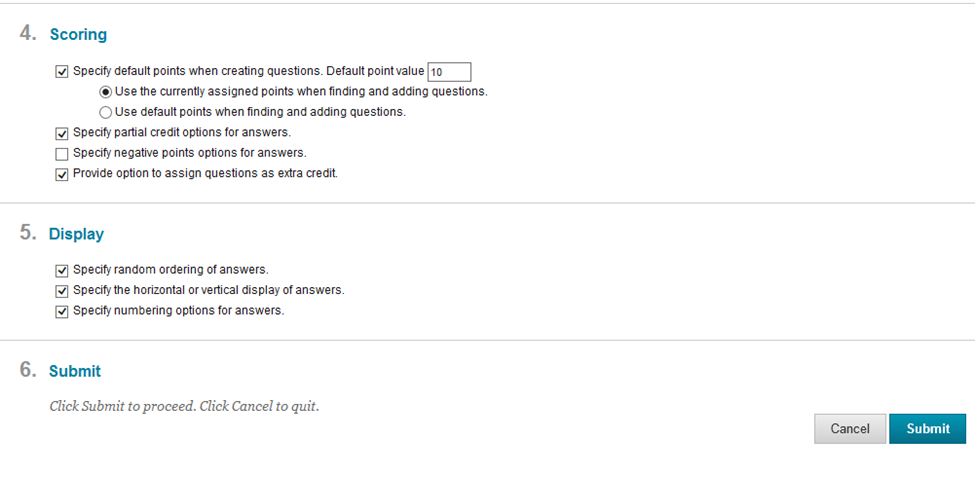 4. Scoring
Specify default points when creating questions. Default point value 10
Use the currently assigned points when finding and adding questions.
Use default points when finding and adding questions.
Specify partial credit options for answers.
Specify negative points options for answers.
Provide option to assign questions as extra credit.
5. Display
Specify random ordering of answers.
Specify the horizontal or vertical display of answers.
Specify numbering options for answers.
6. Submit
Click Submit to proceed. Click Cancel to quit.
Cancel Submit